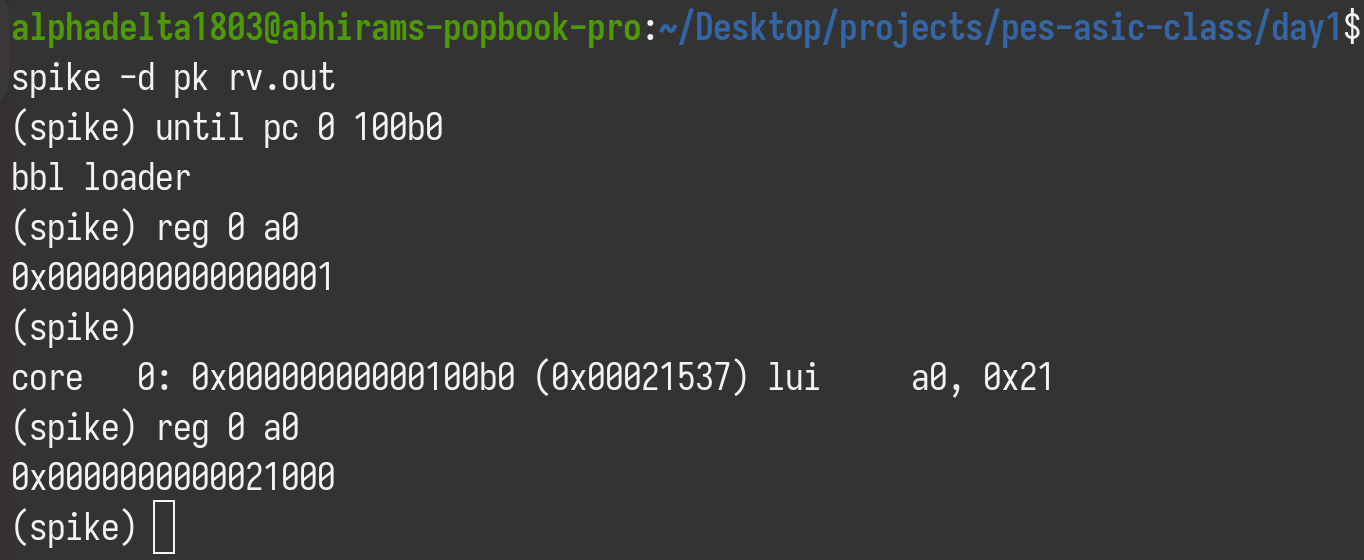 alphadelta1803@abhirams-popbook-pro:~/Desktop/projects/pes-asic-class/day1$
spike -d pk rv.out
(spike) until pc 0 100b0
bbl loader
(spike) reg 0 a0
0x0000000000000001
(spike)
core   0: 0x00000000000100b0 (0x00021537) lui     a0, 0x21
(spike) reg 0 a0
0x0000000000021000
(spike)